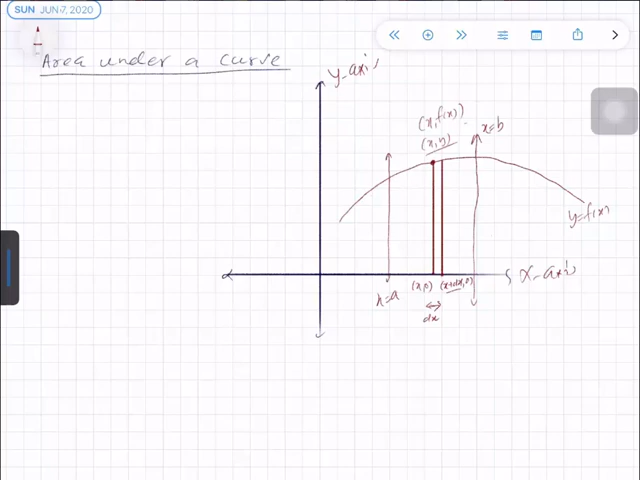 SUN JUN 7, 2020
Area under a curve
y-axis
(x, f(x))
(x, y)
x=b
y=f(x)
x-axis
(x, 0)
(x+dx, 0)
x=a
dx